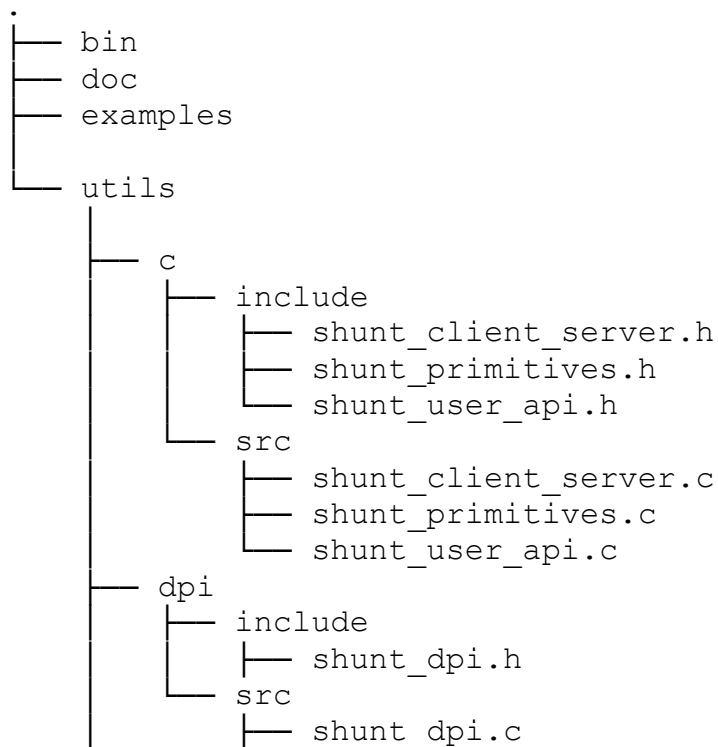 .
├── bin
├── doc
├── examples
│
└── utils
    │
    ├── c
    │   ├── include
    │   │   ├── shunt_client_server.h
    │   │   ├── shunt_primitives.h
    │   │   └── shunt_user_api.h
    │   └── src
    │       ├── shunt_client_server.c
    │       ├── shunt_primitives.c
    │       └── shunt_user_api.c
    ├── dpi
    │   ├── include
    │   │   ├── shunt_dpi.h
    │   └── src
    │       ├── shunt_dpi.c